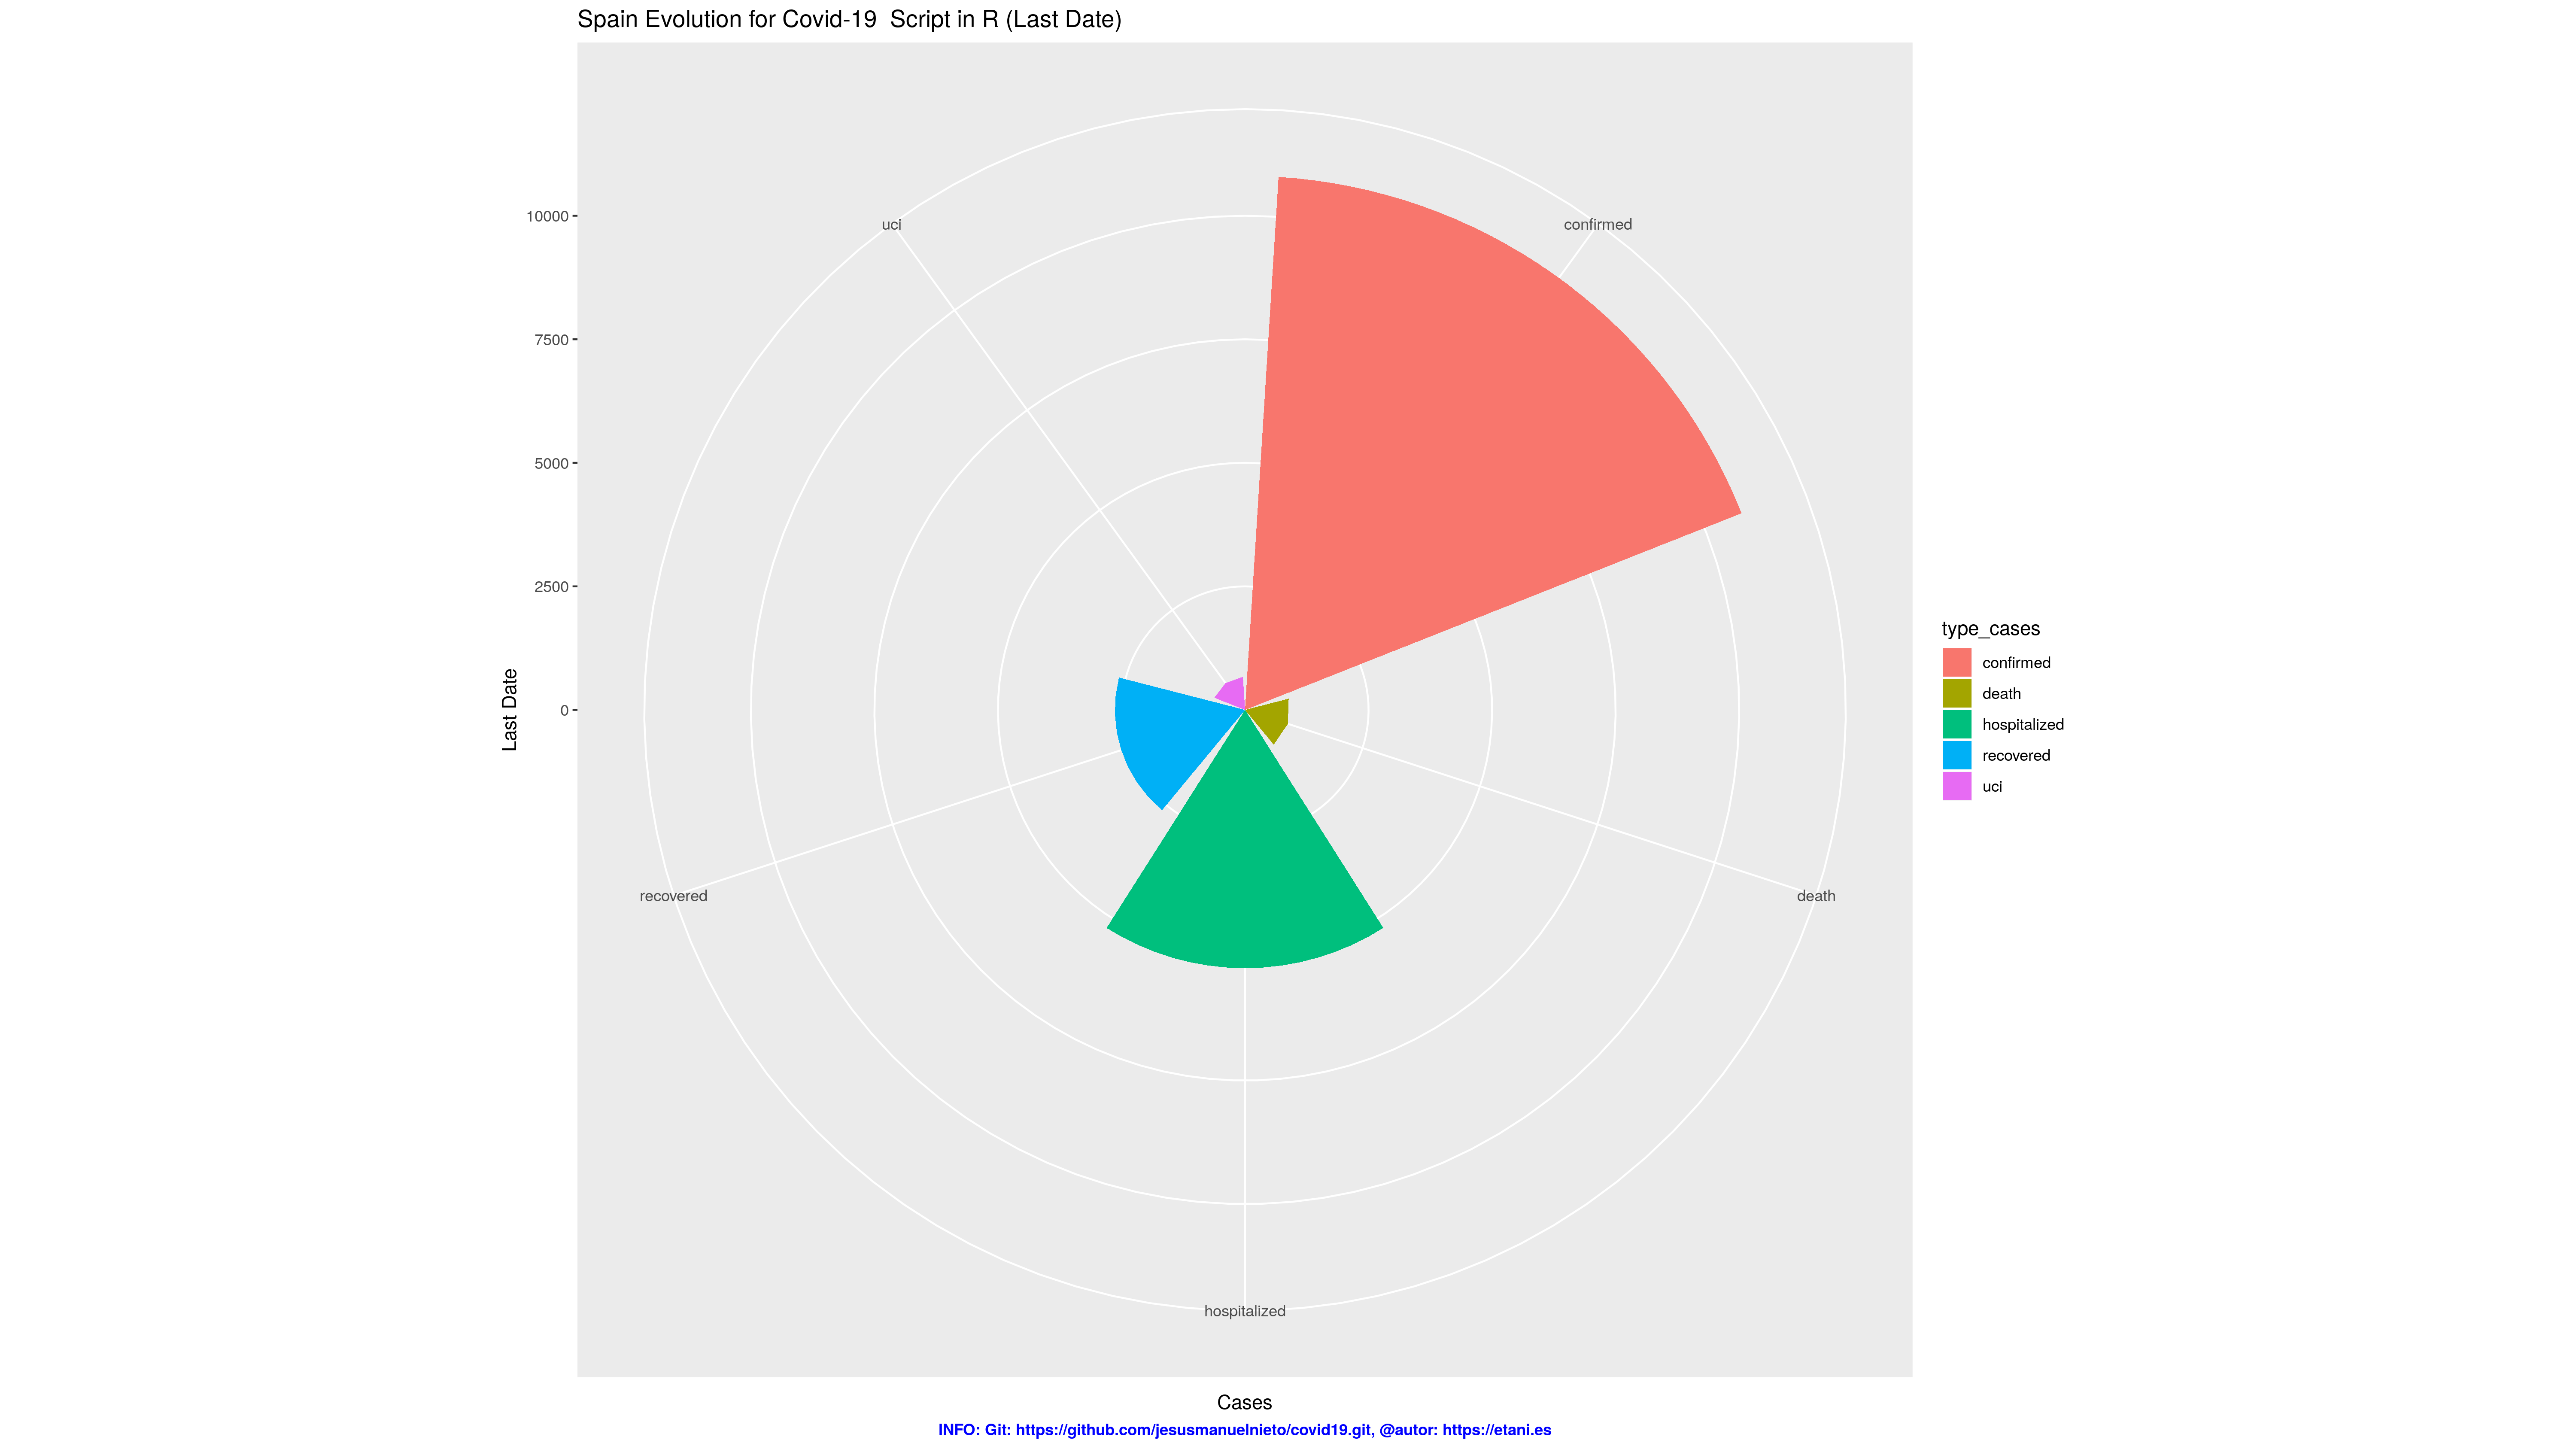 Spain Evolution for Covid-19  Script in R (Last Date)
uci
confirmed
10000
7500
5000
2500
0
Last Date
recovered
death
hospitalized
type_cases
confirmed
death
hospitalized
recovered
uci
Cases
INFO: Git: https://github.com/jesusmanuelnieto/covid19.git, @autor: https://etani.es